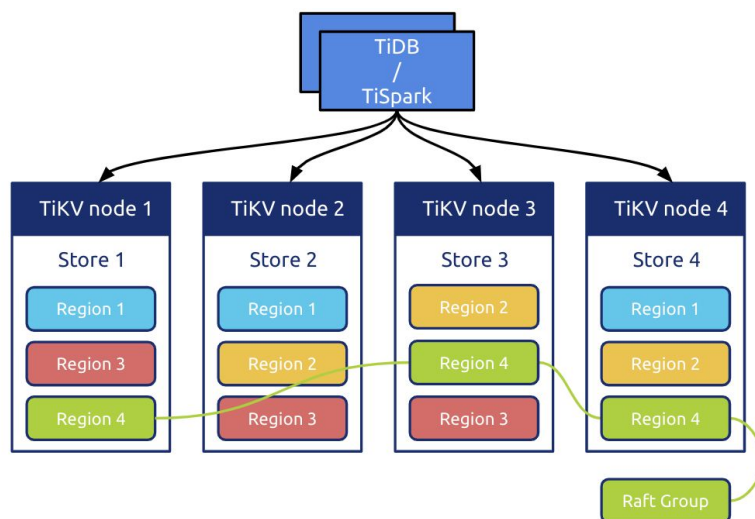 TiDB
/
TiSpark
TiKV node 1
Store 1
Region 1
Region 3
Region 4
TiKV node 2
Store 2
Region 1
Region 2
Region 3
TiKV node 3
Store 3
Region 2
Region 4
Region 3
TiKV node 4
Store 4
Region 1
Region 2
Region 4
Raft Group